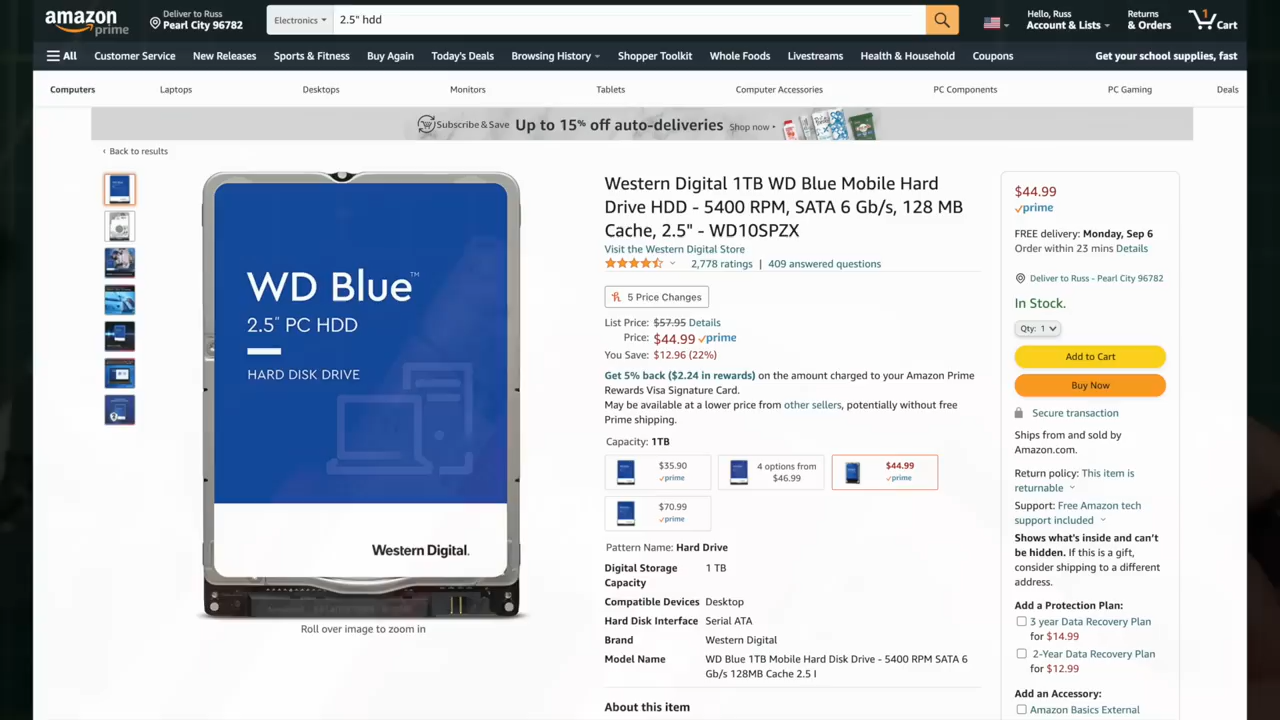 amazon
prime
Deliver to Russ
Pearl City 96782
Electronics
2.5" hdd
Hello, Russ
Account & Lists
Returns
& Orders
1
Cart
All
Customer Service
New Releases
Sports & Fitness
Buy Again
Today's Deals
Browsing History
Shopper Toolkit
Whole Foods
Livestreams
Health & Household
Coupons
Get your school supplies, fast
Computers
Laptops
Desktops
Monitors
Tablets
Computer Accessories
PC Components
PC Gaming
Deals
Subscribe & Save Up to 15% off auto-deliveries Shop now
‹ Back to results
WD Blue™
2.5" PC HDD
HARD DISK DRIVE
Western Digital.
Roll over image to zoom in
Western Digital 1TB WD Blue Mobile Hard
Drive HDD - 5400 RPM, SATA 6 Gb/s, 128 MB
Cache, 2.5" - WD10SPZX
Visit the Western Digital Store
2,778 ratings | 409 answered questions
5 Price Changes
List Price: $57.95 Details
Price: $44.99 prime
You Save: $12.96 (22%)
Get 5% back ($2.24 in rewards) on the amount charged to your Amazon Prime
Rewards Visa Signature Card.
May be available at a lower price from other sellers, potentially without free
Prime shipping.
Capacity: 1TB
$35.90
prime
4 options from
$46.99
$44.99
prime
$70.99
prime
Pattern Name: Hard Drive
Digital Storage 1 TB
Capacity
Compatible Devices Desktop
Hard Disk Interface Serial ATA
Brand Western Digital
Model Name WD Blue 1TB Mobile Hard Disk Drive - 5400 RPM SATA 6
Gb/s 128MB Cache 2.5 I
About this item
$44.99
prime
FREE delivery: Monday, Sep 6
Order within 23 mins Details
Deliver to Russ - Pearl City 96782
In Stock.
Qty: 1
Add to Cart
Buy Now
Secure transaction
Ships from and sold by
Amazon.com.
Return policy: This item is
returnable
Support: Free Amazon tech
support included
Shows what's inside and can't
be hidden. If this is a gift,
consider shipping to a different
address.
Add a Protection Plan:
3 year Data Recovery Plan
for $14.99
2-Year Data Recovery Plan
for $12.99
Add an Accessory:
Amazon Basics External